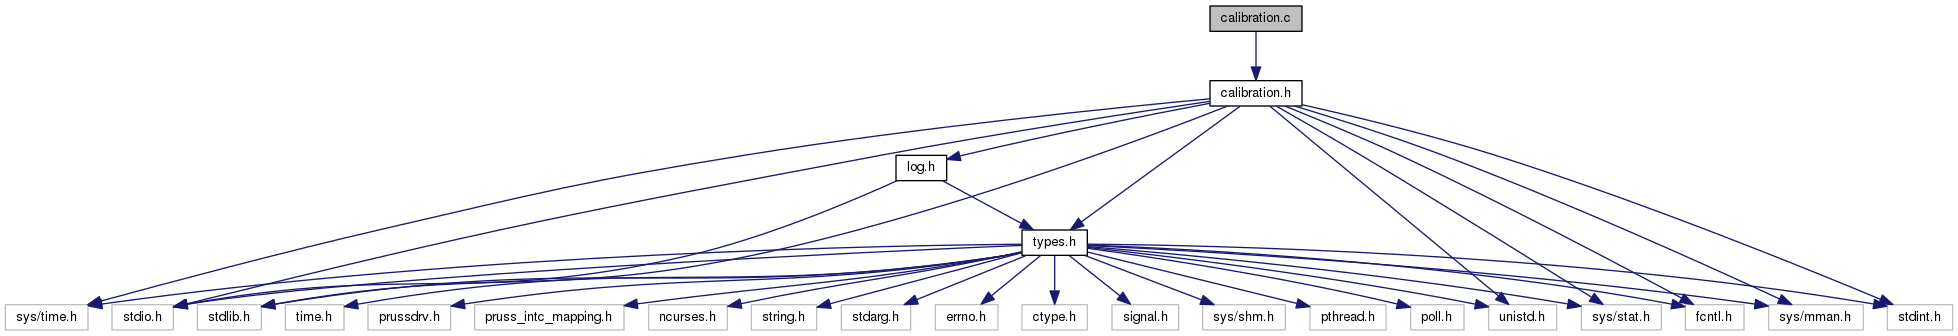 calibration.c
calibration.h
log.h
types.h
sys/time.h
stdio.h
stdlib.h
time.h
prussdrv.h
pruss_intc_mapping.h
ncurses.h
string.h
stdarg.h
errno.h
ctype.h
signal.h
sys/shm.h
pthread.h
poll.h
unistd.h
sys/stat.h
fcntl.h
sys/mman.h
stdint.h